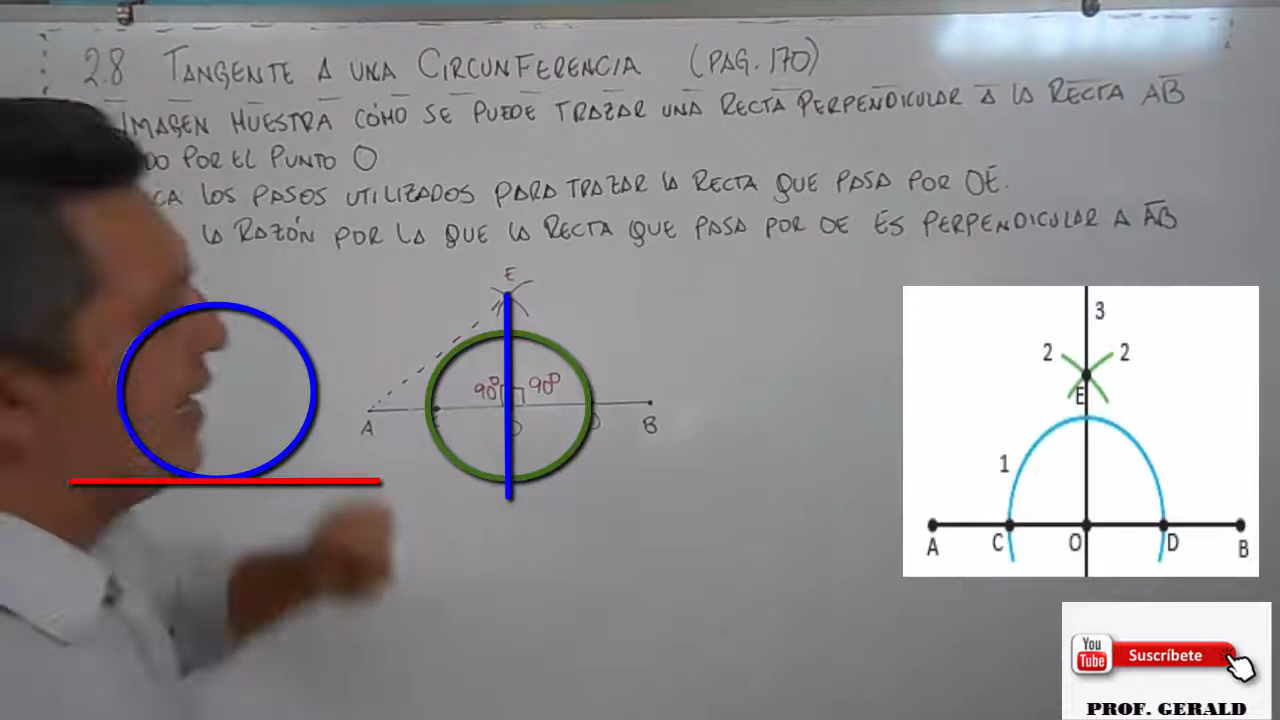 2.8 TANGENTE A UNA CIRCUNFERENCIA (PAG. 170)
IMAGEN MUESTRA CÓMO SE PUEDE TRAZAR UNA RECTA PERPENDICULAR A LA RECTA AB
DO POR EL PUNTO O
CA LOS PASOS UTILIZADOS PARA TRAZAR LA RECTA QUE PASA POR OE.
LA RAZÓN POR LA QUE LA RECTA QUE PASA POR OE ES PERPENDICULAR A AB
E
90° 90°
A B
3
2 2
E
1
A C O D B
You Tube Suscríbete
PROF. GERALD